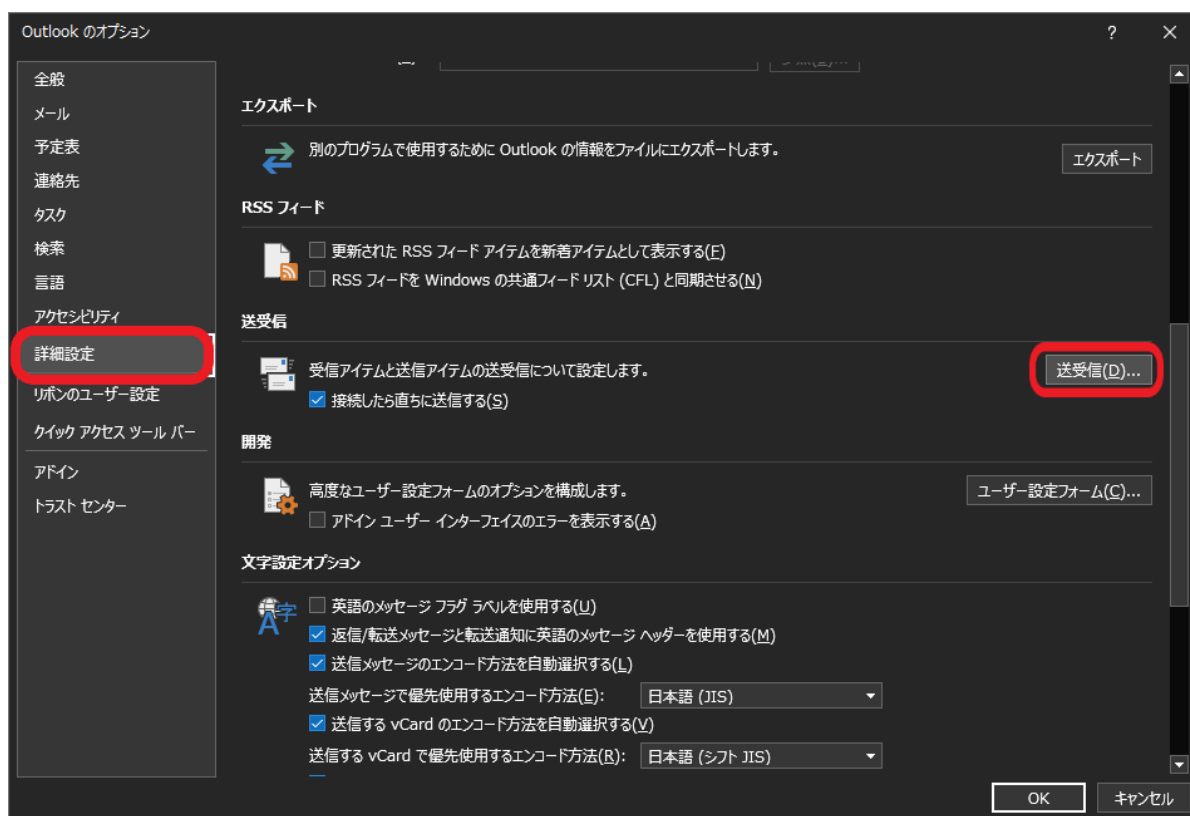 Outlook のオプション
?
全般
メール
予定表
連絡先
タスク
検索
言語
アクセシビリティ
詳細設定
リボンのユーザー設定
クイック アクセス ツール バー
アドイン
トラスト センター
エクスポート
別のプログラムで使用するために Outlook の情報をファイルにエクスポートします。
エクスポート
RSS フィード
更新された RSS フィード アイテムを新着アイテムとして表示する(F)
RSS フィードを Windows の共通フィード リスト (CFL) と同期させる(N)
送受信
受信アイテムと送信アイテムの送受信について設定します。
送受信(D)...
接続したら直ちに送信する(S)
開発
高度なユーザー設定フォームのオプションを構成します。
ユーザー設定フォーム(C)...
アドイン ユーザー インターフェイスのエラーを表示する(A)
文字設定オプション
英語のメッセージ フラグ ラベルを使用する(U)
返信/転送メッセージと転送通知に英語のメッセージ ヘッダーを使用する(M)
送信メッセージのエンコード方法を自動選択する(L)
送信メッセージで優先使用するエンコード方法(E): 日本語 (JIS)
送信する vCard のエンコード方法を自動選択する(V)
送信する vCard で優先使用するエンコード方法(R): 日本語 (シフト JIS)
OK
キャンセル